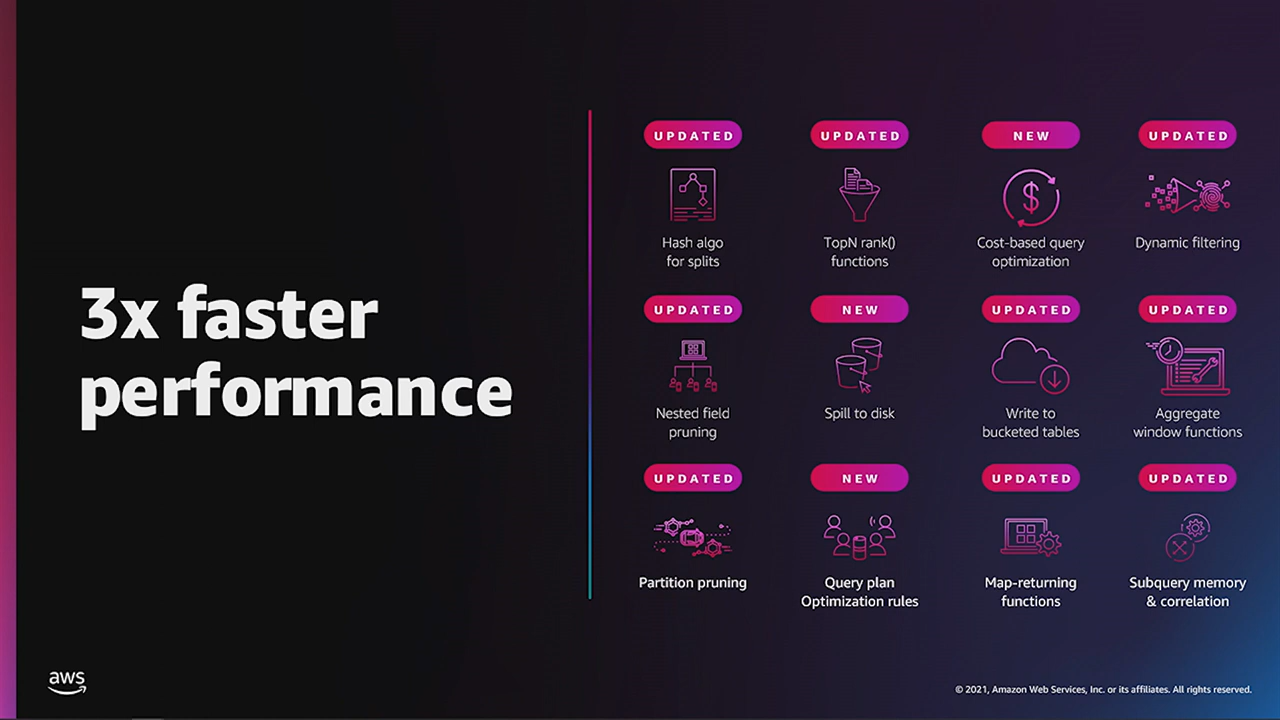 3x faster
performance
UPDATED
Hash algo
for splits
UPDATED
TopN rank()
functions
NEW
Cost-based query
optimization
UPDATED
Dynamic filtering
UPDATED
Nested field
pruning
NEW
Spill to disk
UPDATED
Write to
bucketed tables
UPDATED
Aggregate
window functions
UPDATED
Partition pruning
NEW
Query plan
Optimization rules
UPDATED
Map-returning
functions
UPDATED
Subquery memory
& correlation
aws
© 2021, Amazon Web Services, Inc. or its affiliates. All rights reserved.